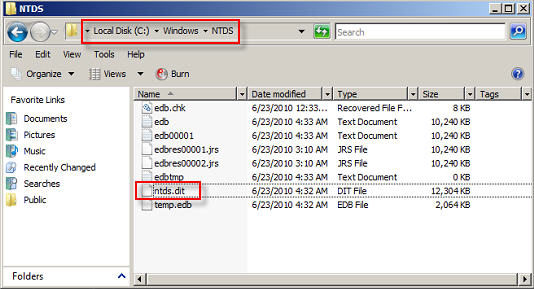 NTDS
Local Disk (C:) Windows NTDS Search
File Edit View Tools Help
Organize Views Burn
Favorite Links
Documents
Pictures
Music
Recently Changed
Searches
Public
Folders
Name Date modified Type Size Tags
edb.chk 6/23/2010 12:33... Recovered File F... 8 KB
edb 6/23/2010 4:33 AM Text Document 10,240 KB
edb00001 6/23/2010 4:33 AM Text Document 10,240 KB
edbres00001.jrs 6/23/2010 3:10 AM JRS File 10,240 KB
edbres00002.jrs 6/23/2010 3:10 AM JRS File 10,240 KB
edbtmp 6/23/2010 4:33 AM Text Document 0 KB
ntds.dit 6/23/2010 4:32 AM DIT File 12,304 KB
temp.edb 6/23/2010 4:32 AM EDB File 2,064 KB